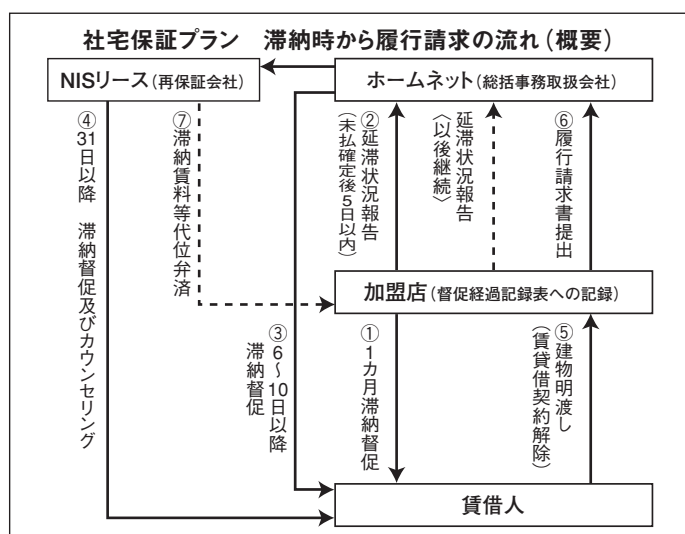 社宅保証プラン　滞納時から履行請求の流れ（概要）
NISリース（再保証会社）
ホームネット（総括事務取扱会社）
④31日以降　滞納督促及びカウンセリング
⑦滞納賃料等代位弁済
③6〜10日以降
滞納督促
②延滞状況報告
（未払確定後5日以内）
延滞状況報告
〈以後継続〉
⑥履行請求書提出
加盟店（督促経過記録表への記録）
①1カ月滞納督促
⑤建物明渡し
（賃貸借契約解除）
賃借人